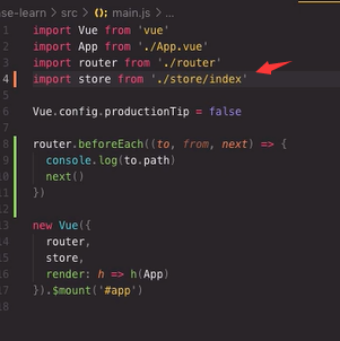 se-learn > src > JS main.js > ...
1 import Vue from 'vue'
2 import App from './App.vue'
3 import router from './router'
4 import store from './store/index'
5
6 Vue.config.productionTip = false
7
8 router.beforeEach((to, from, next) => {
9 console.log(to.path)
10 next()
11 })
12
13 new Vue({
14 router,
15 store,
16 render: h => h(App)
17 }).$mount('#app')
18